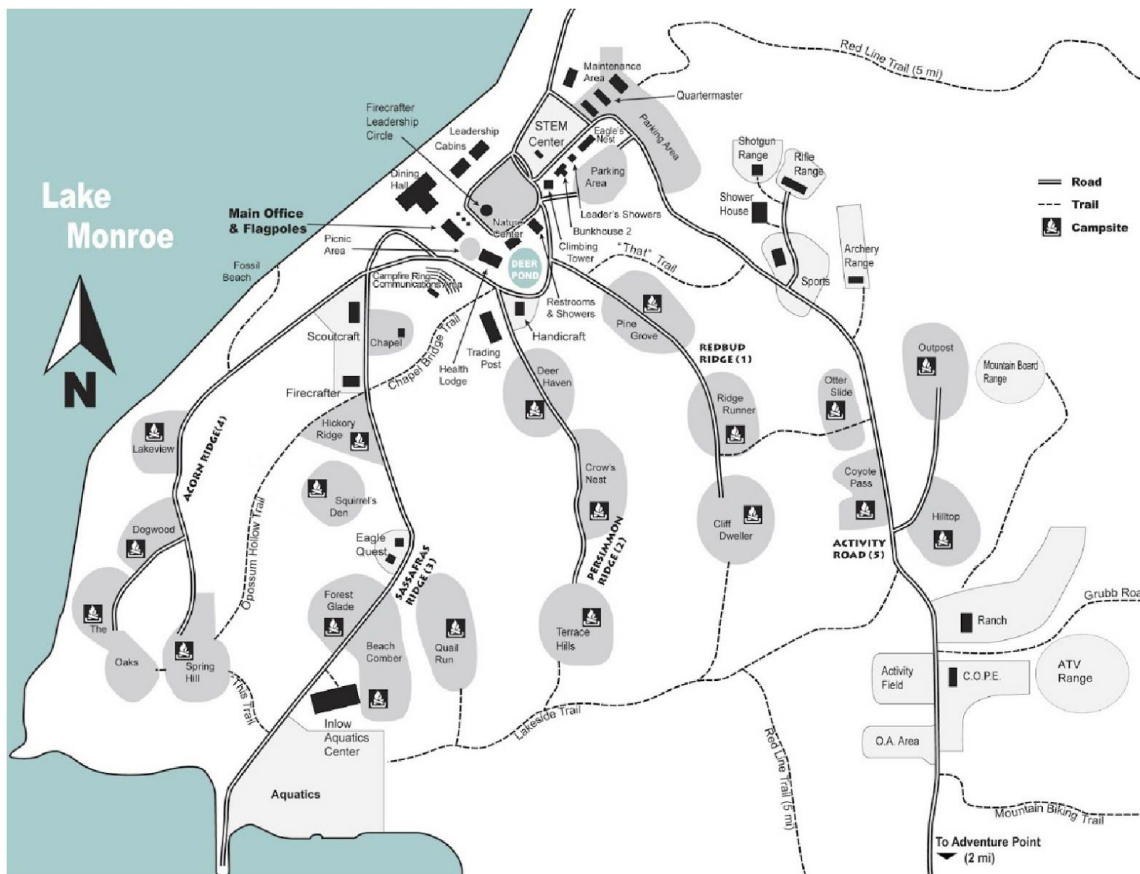 Lake
Monroe
N
Red Line Trail (5 mi)
Maintenance
Area
Quartermaster
Parking Area
Firecrafter
Leadership
Circle
Leadership
Cabins
STEM
Center
Eagle's
Nest
Parking
Area
Shotgun
Range
Rifle
Range
Road
Trail
Campsite
Dining
Hall
Main Office
& Flagpoles
Picnic
Area
Nature
Center
Leader's Showers
Bunkhouse 2
Climbing
Tower
Shower
House
Archery
Range
Sports
"That" Trail
DEER
POND
Restrooms
& Showers
Fossil
Beach
Campfire Ring
Communications Area
Scoutcraft
Chapel
Chapel Bridge Trail
Health
Lodge
Trading
Post
Handicraft
Pine
Grove
REDBUD
RIDGE (1)
Outpost
Mountain Board
Range
Firecrafter
Deer
Haven
Ridge
Runner
Otter
Slide
Lakeview
ACORN RIDGE (4)
Hickory
Ridge
Squirrel's
Den
Crow's
Nest
Coyote
Pass
Cliff
Dweller
ACTIVITY
ROAD (5)
Hilltop
Dogwood
Opossum Hollow Trail
Eagle
Quest
SASSAFRAS
RIDGE (3)
PERSIMMON
RIDGE (2)
The
Oaks
Spring
Hill
This Trail
Forest
Glade
Beach
Comber
Quail
Run
Terrace
Hills
Ranch
Grubb Roa
Activity
Field
C.O.P.E.
ATV
Range
O.A. Area
Inlow
Aquatics
Center
Lakeside Trail
Red Line Trail (5 mi)
Aquatics
Mountain Biking Trail
To Adventure Point
(2 mi)